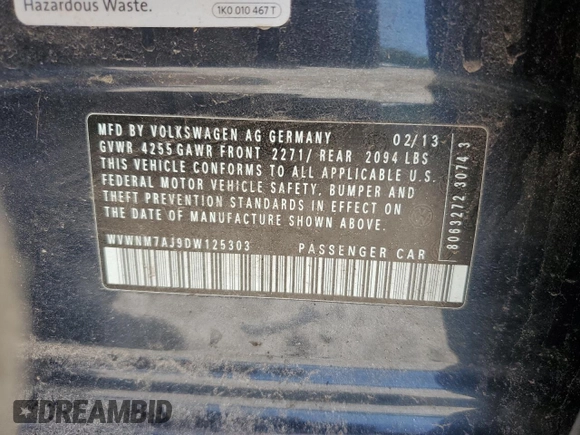 Hazardous Waste.
1K0 010 467 T
MFD BY VOLKSWAGEN AG GERMANY 02/13
GVWR 4255 GAWR FRONT 2271/ REAR 2094 LBS
THIS VEHICLE CONFORMS TO ALL APPLICABLE U.S.
FEDERAL MOTOR VEHICLE SAFETY, BUMPER AND
THEFT PREVENTION STANDARDS IN EFFECT ON
THE DATE OF MANUFACTURE SHOWN ABOVE.
WVWNM7AJ9DW125303 PASSENGER CAR
8063272 3074 3
DREAMBID